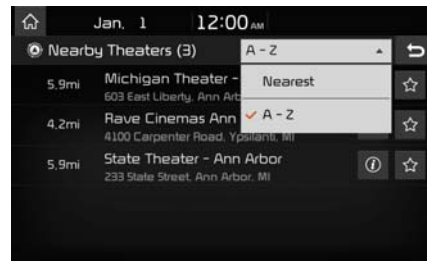 Jan. 1 12:00 AM
Nearby Theaters (3) A - Z
Nearest
A - Z
5.9mi Michigan Theater -
603 East Liberty, Ann Arb
4.2mi Rave Cinemas Ann
4100 Carpenter Road, Ypsilanti, MI
5.9mi State Theater - Ann Arbor
233 State Street, Ann Arbor, MI